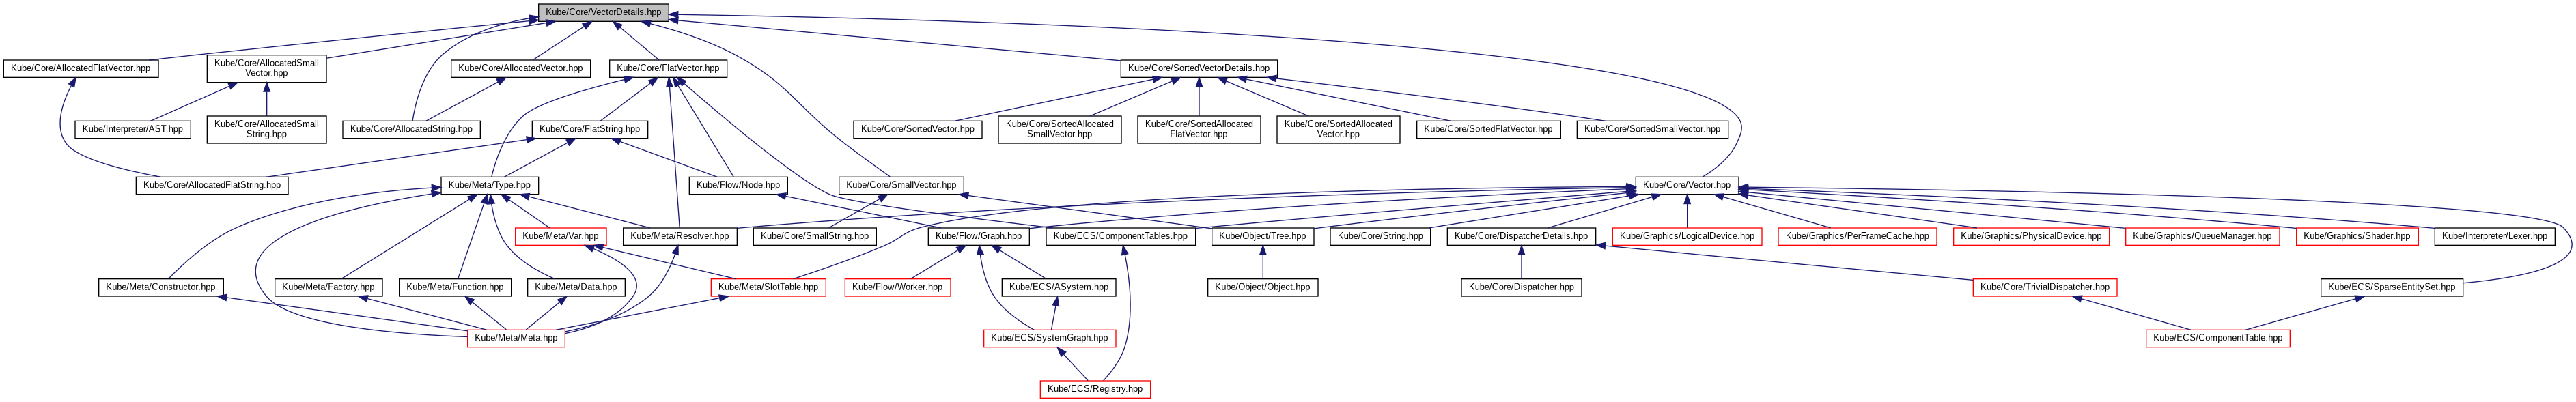 Kube/Core/VectorDetails.hpp
Kube/Core/AllocatedFlatVector.hpp
Kube/Core/AllocatedSmall
Vector.hpp
Kube/Core/AllocatedVector.hpp
Kube/Core/FlatVector.hpp
Kube/Core/SortedVectorDetails.hpp
Kube/Interpreter/AST.hpp
Kube/Core/AllocatedSmall
String.hpp
Kube/Core/AllocatedString.hpp
Kube/Core/FlatString.hpp
Kube/Core/SortedVector.hpp
Kube/Core/SortedAllocated
SmallVector.hpp
Kube/Core/SortedAllocated
FlatVector.hpp
Kube/Core/SortedAllocated
Vector.hpp
Kube/Core/SortedFlatVector.hpp
Kube/Core/SortedSmallVector.hpp
Kube/Core/AllocatedFlatString.hpp
Kube/Meta/Type.hpp
Kube/Flow/Node.hpp
Kube/Core/SmallVector.hpp
Kube/Core/Vector.hpp
Kube/Meta/Var.hpp
Kube/Meta/Resolver.hpp
Kube/Core/SmallString.hpp
Kube/Flow/Graph.hpp
Kube/ECS/ComponentTables.hpp
Kube/Object/Tree.hpp
Kube/Core/String.hpp
Kube/Core/DispatcherDetails.hpp
Kube/Graphics/LogicalDevice.hpp
Kube/Graphics/PerFrameCache.hpp
Kube/Graphics/PhysicalDevice.hpp
Kube/Graphics/QueueManager.hpp
Kube/Graphics/Shader.hpp
Kube/Interpreter/Lexer.hpp
Kube/Meta/Constructor.hpp
Kube/Meta/Factory.hpp
Kube/Meta/Function.hpp
Kube/Meta/Data.hpp
Kube/Meta/SlotTable.hpp
Kube/Flow/Worker.hpp
Kube/ECS/ASystem.hpp
Kube/Object/Object.hpp
Kube/Core/Dispatcher.hpp
Kube/Core/TrivialDispatcher.hpp
Kube/ECS/SparseEntitySet.hpp
Kube/Meta/Meta.hpp
Kube/ECS/SystemGraph.hpp
Kube/ECS/ComponentTable.hpp
Kube/ECS/Registry.hpp